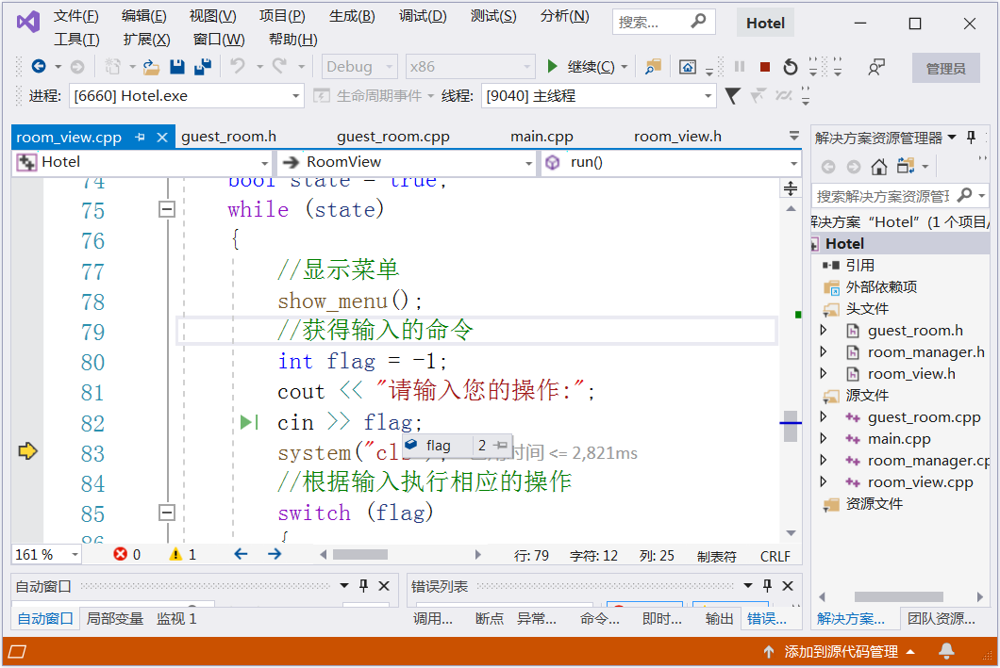 文件(F) 编辑(E) 视图(V) 项目(P) 生成(B) 调试(D) 测试(S) 分析(N) 搜索... Hotel
工具(T) 扩展(X) 窗口(W) 帮助(H)
Debug x86 继续(C) 管理员
进程: [6660] Hotel.exe 生命周期事件 线程: [9040] 主线程
room_view.cpp guest_room.h guest_room.cpp main.cpp room_view.h
Hotel RoomView run()
74 bool state = true;
75 while (state)
76 {
77 //显示菜单
78 show_menu();
79 //获得输入的命令
80 int flag = -1;
81 cout << "请输入您的操作:";
82 cin >> flag;
flag 2
83 system("cls 时间 <= 2,821ms
84 //根据输入执行相应的操作
85 switch (flag)
86 {
161 % 0 1 行: 79 字符: 12 列: 25 制表符 CRLF
自动窗口 错误列表
自动窗口 局部变量 监视 1 调用... 断点 异常... 命令... 即时... 输出 错误...
解决方案资源管理器
搜索解决方案资源管
解决方案 "Hotel" (1 个项目/
Hotel
引用
外部依赖项
头文件
guest_room.h
room_manager.h
room_view.h
源文件
guest_room.cpp
main.cpp
room_manager.cp
room_view.cpp
资源文件
解决方案... 团队资源...
添加到源代码管理